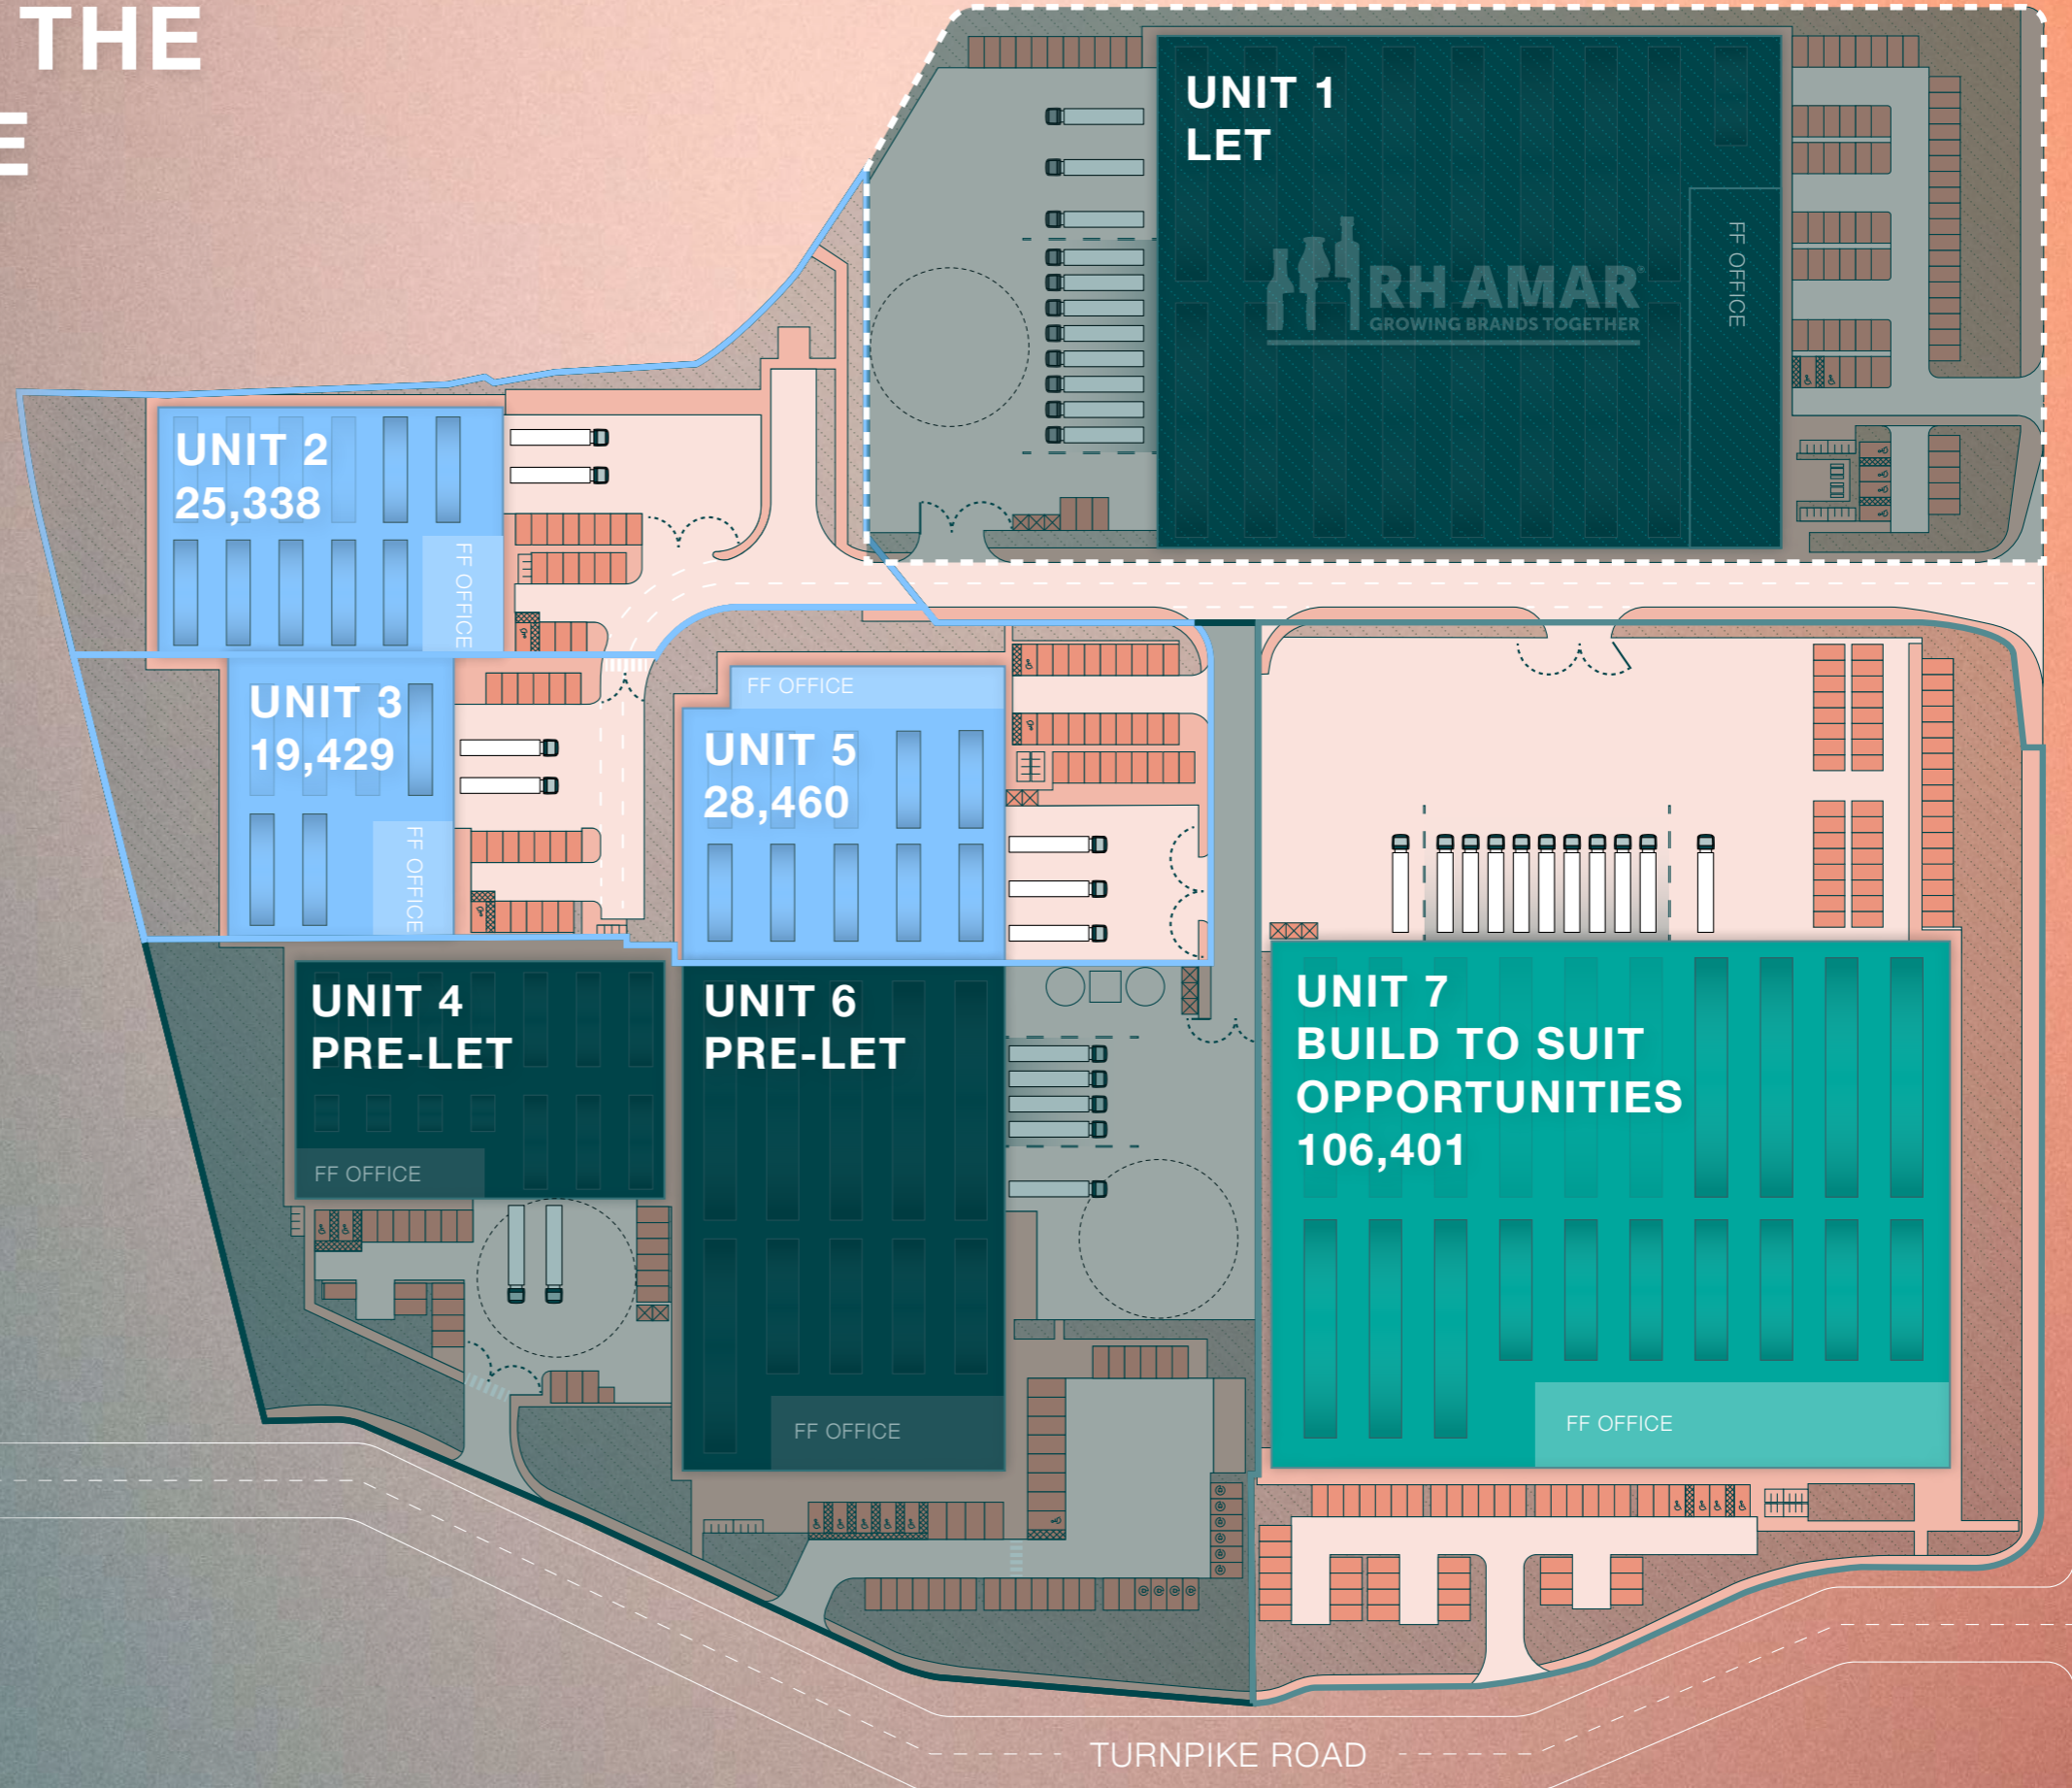 THE
E
UNIT 1
LET
FF OFFICE
RH AMAR®
GROWING BRANDS TOGETHER
UNIT 2
25,338
FF OFFICE
UNIT 3
19,429
FF OFFICE
FF OFFICE
UNIT 5
28,460
UNIT 4
PRE-LET
FF OFFICE
UNIT 6
PRE-LET
FF OFFICE
UNIT 7
BUILD TO SUIT
OPPORTUNITIES
106,401
FF OFFICE
TURNPIKE ROAD